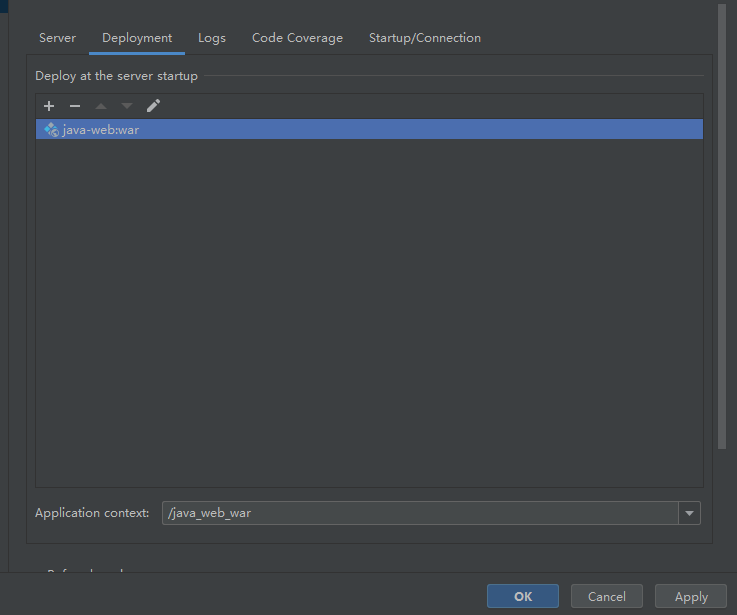 Server Deployment Logs Code Coverage Startup/Connection
Deploy at the server startup
java-web:war
Application context: /java_web_war
OK Cancel Apply